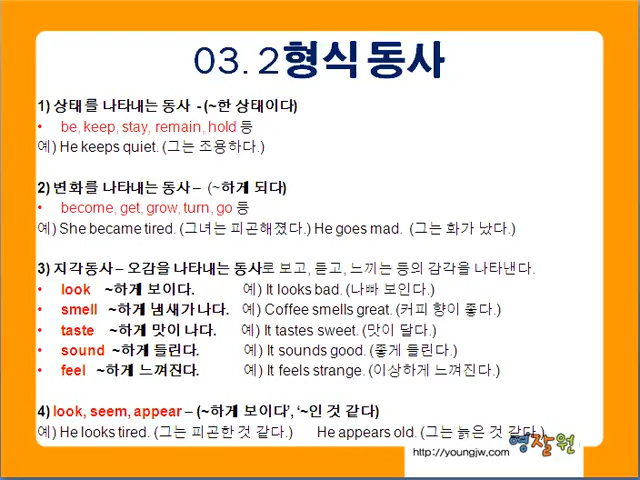 03. 2형식 동사
1) 상태를 나타내는 동사 - (~한 상태이다)
• be, keep, stay, remain, hold 등
예) He keeps quiet. (그는 조용하다.)
2) 변화를 나타내는 동사 – (~하게 되다)
• become, get, grow, turn, go 등
예) She became tired. (그녀는 피곤해졌다.) He goes mad. (그는 화가 났다.)
3) 지각동사 – 오감을 나타내는 동사로 보고, 듣고, 느끼는 등의 감각을 나타낸다.
• look ~하게 보이다. 예) It looks bad. (나빠 보인다.)
• smell ~하게 냄새가 나다. 예) Coffee smells great. (커피 향이 좋다.)
• taste ~하게 맛이 나다. 예) It tastes sweet. (맛이 달다.)
• sound ~하게 들린다. 예) It sounds good. (좋게 들린다.)
• feel ~하게 느껴진다. 예) It feels strange. (이상하게 느껴진다.)
4) look, seem, appear – (~하게 보이다', '~인 것 같다)
예) He looks tired. (그는 피곤한 것 같다.) He appears old. (그는 늙은 것 같다.)
영잘원
http://youngjw.com